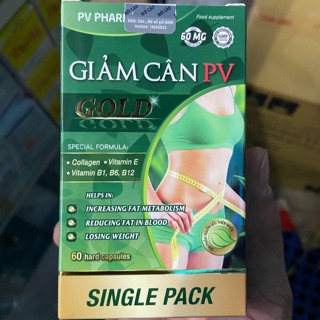 PV PHAR
Food supplement
60 MG
GIẢM CÂN PV
GOLD
SPECIAL FORMULA:
• Collagen • Vitamin E
• Vitamin B1, B6, B12
HELPS IN:
INCREASING FAT METABOLISM
REDUCING FAT IN BLOOD
LOSING WEIGHT
60 hard capsules
SINGLE PACK